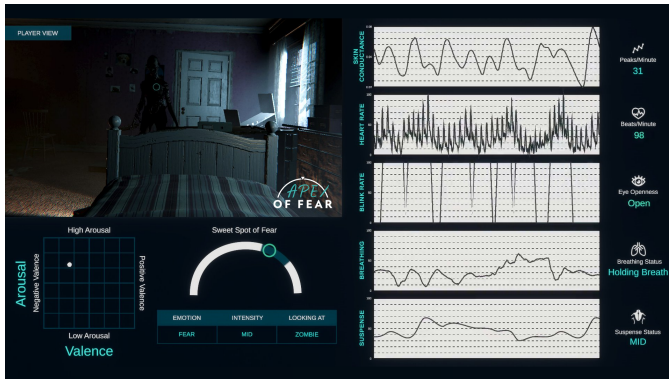 PLAYER VIEW
APEX
OF FEAR
High Arousal
Arousal
Negative Valence
Positive Valence
Low Arousal
Valence
Sweet Spot of Fear
EMOTION INTENSITY LOOKING AT
FEAR MID ZOMBIE
SKIN
CONDUCTANCE
Peaks/Minute
31
HEART RATE
Beats/Minute
98
BLINK RATE
Eye Openness
Open
BREATHING
Breathing Status
Holding Breath
SUSPENSE
Suspense Status
MID